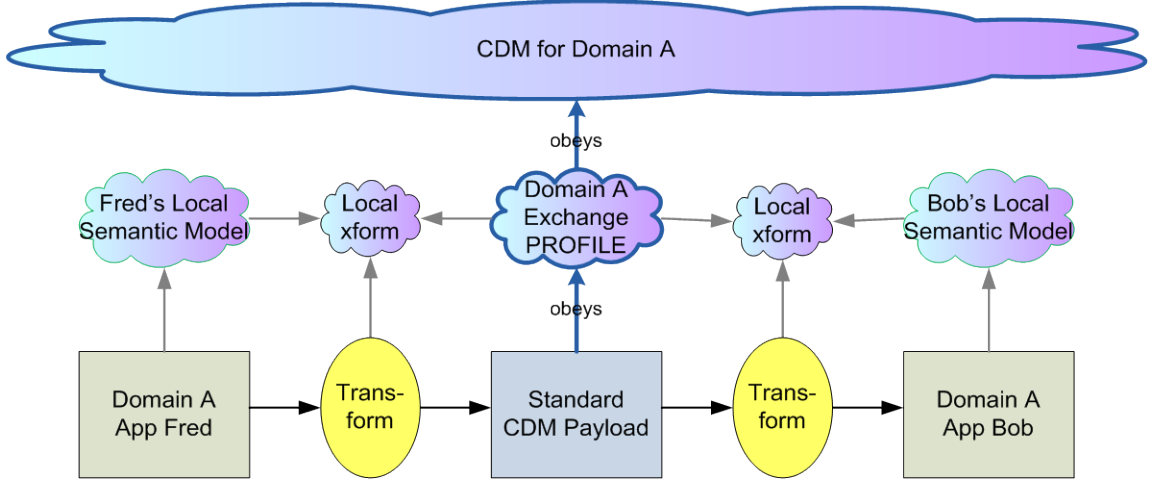 CDM for Domain A
obeys
Fred's Local
Semantic Model
Local
xform
Domain A
Exchange
PROFILE
Local
xform
Bob's Local
Semantic Model
obeys
Domain A
App Fred
Trans-
form
Standard
CDM Payload
Trans-
form
Domain A
App Bob